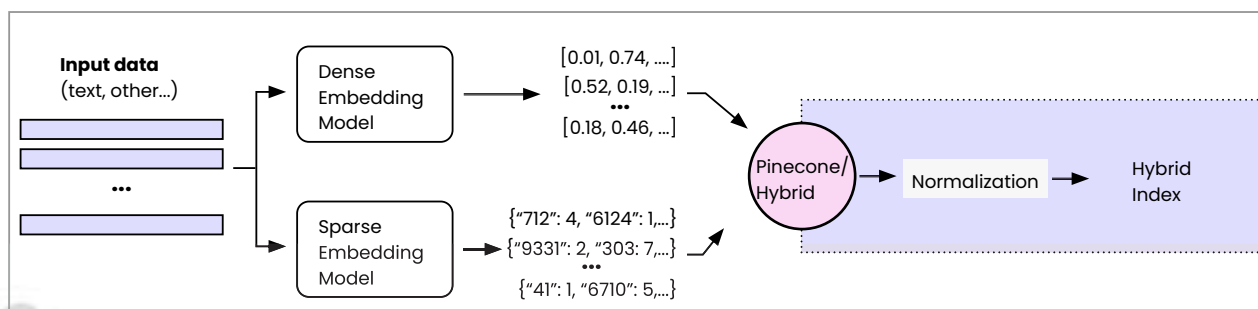 Input data
(text, other...)
...
Dense
Embedding
Model
[0.01, 0.74, ....]
[0.52, 0.19, ...]
...
[0.18, 0.46, ...]
Sparse
Embedding
Model
{“712”: 4, “6124”: 1,...}
{“9331”: 2, “303: 7,...}
...
{“41”: 1, “6710”: 5,...}
Pinecone/
Hybrid
Normalization
Hybrid
Index